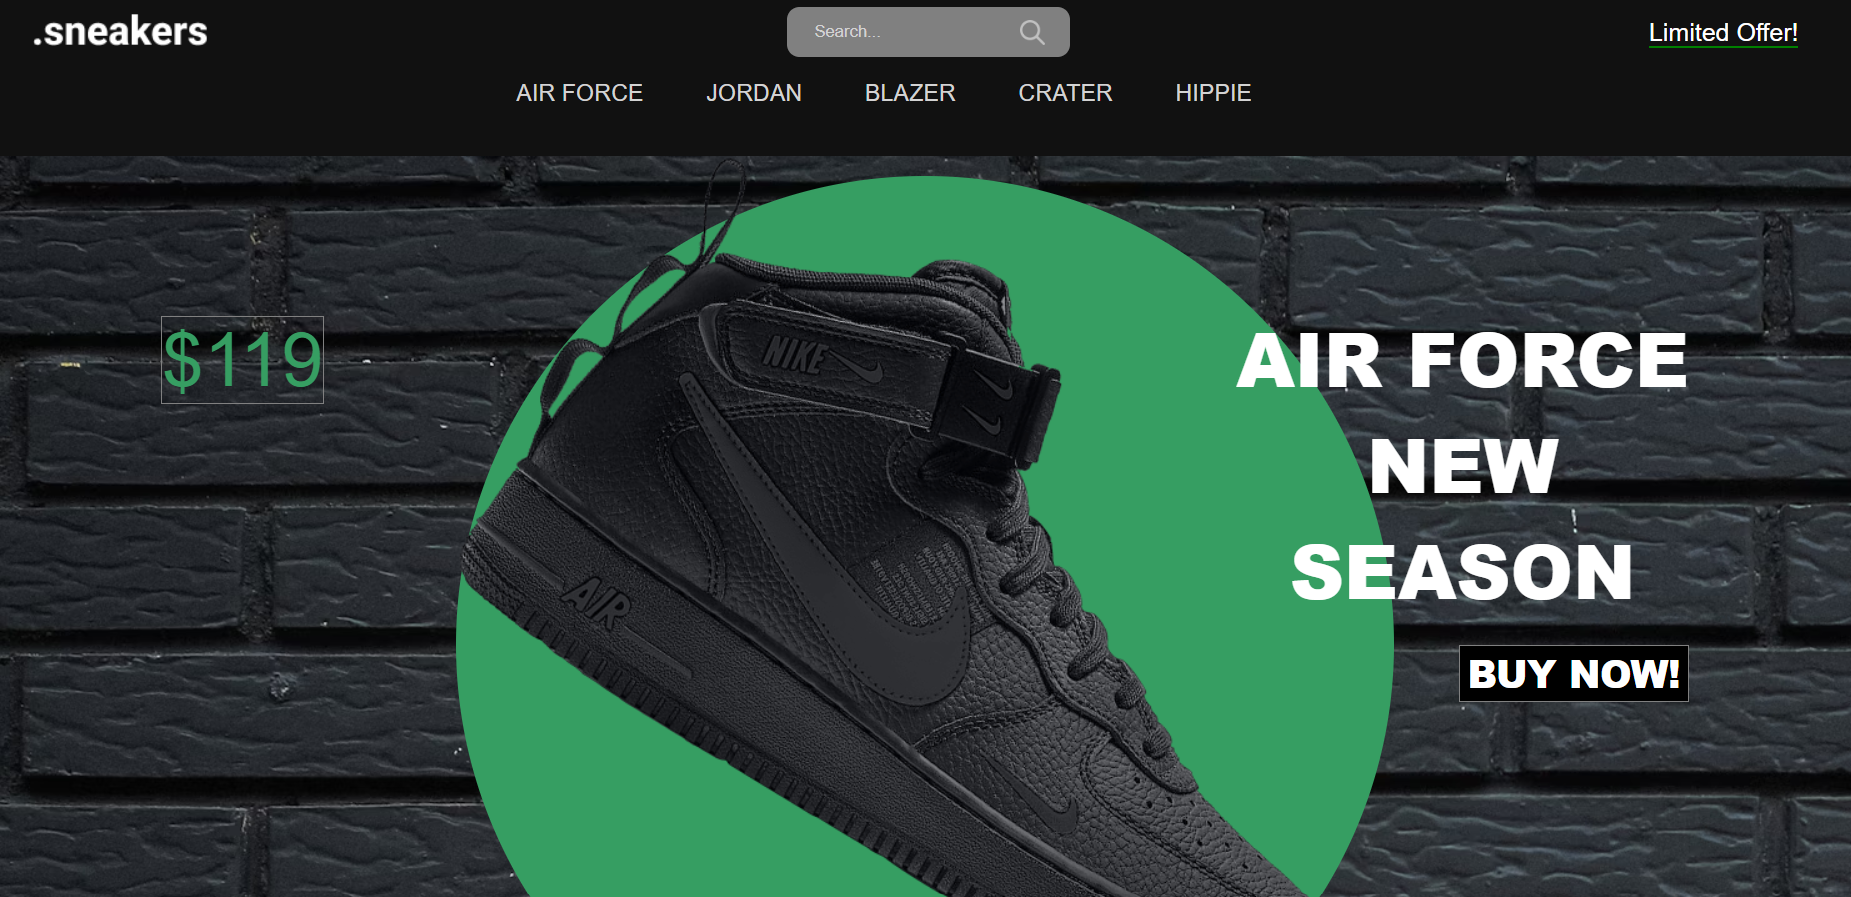 .sneakers
Search...
Limited Offer!
AIR FORCE
JORDAN
BLAZER
CRATER
HIPPIE
$119
NIKE
AIR
AIR FORCE
NEW
SEASON
BUY NOW!